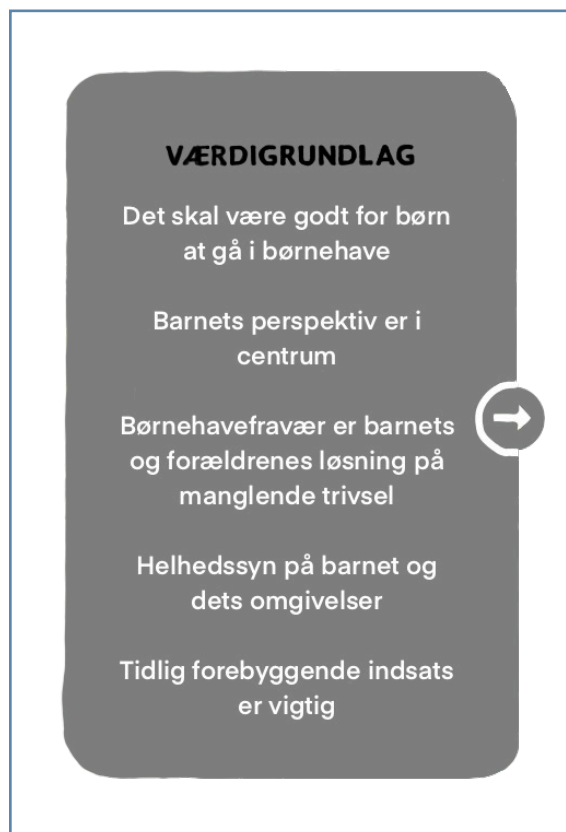 VÆRDIGRUNDLAG
Det skal være godt for børn
at gå i børnehave
Barnets perspektiv er i
centrum
Børnehavefravær er barnets
og forældrenes løsning på
manglende trivsel
Helhedssyn på barnet og
dets omgivelser
Tidlig forebyggende indsats
er vigtig